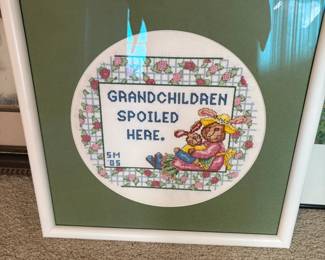 GRANDCHILDREN
SPOILED
HERE.
SM
85